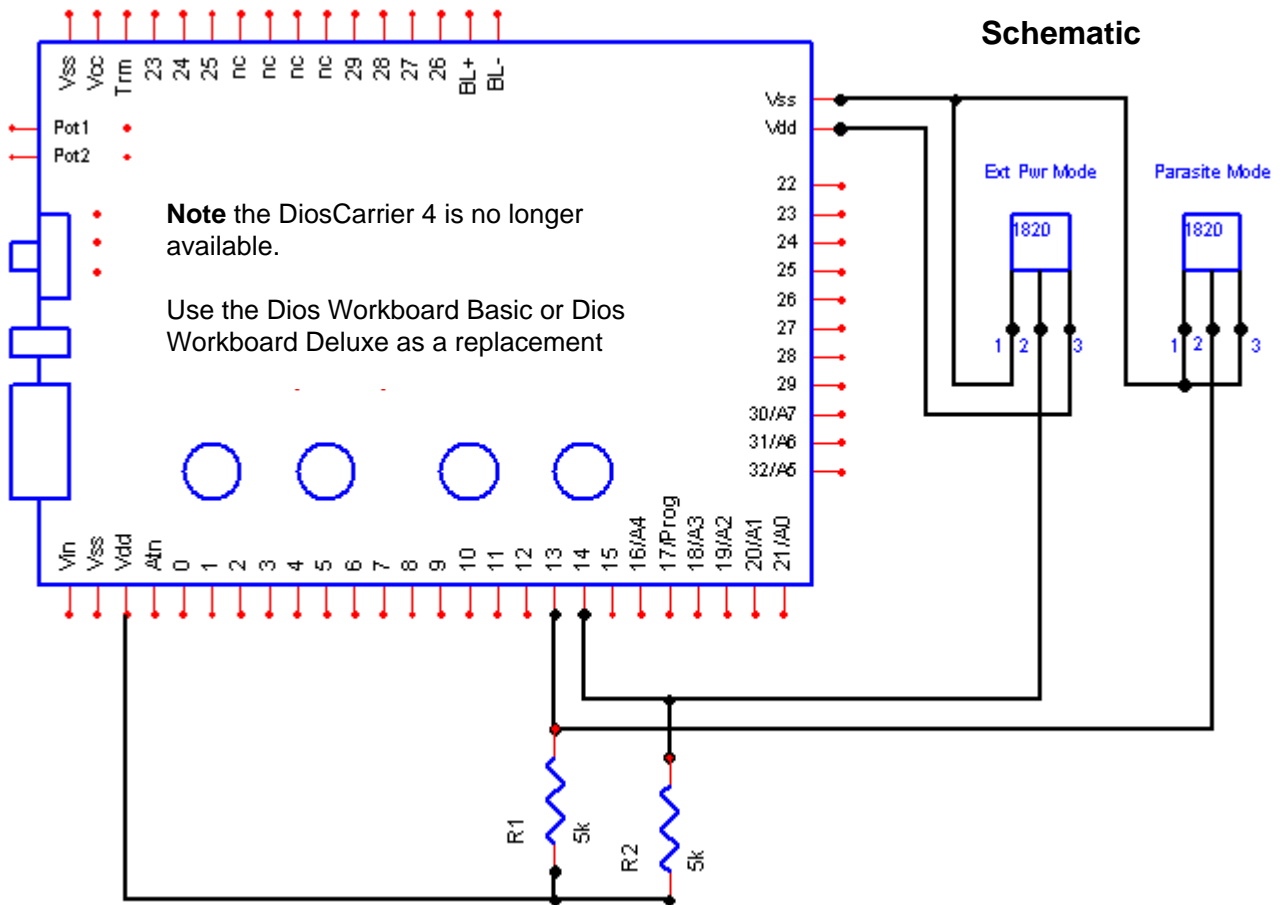 Schematic
Vss
Vcc
Trm
23
24
25
nc
nc
nc
nc
29
28
27
26
BL+
BL-
Pot1
Pot2
Vss
Vdd
22
23
24
25
26
27
28
29
30/A7
31/A6
32/A5
Note the DiosCarrier 4 is no longer
available.
Use the Dios Workboard Basic or Dios
Workboard Deluxe as a replacement
Ext Pwr Mode
1820
1 2 3
Parasite Mode
1820
1 2 3
Vin
Vss
Vdd
Atn
0
1
2
3
4
5
6
7
8
9
10
11
12
13
14
15
16/A4
17/Prog
18/A3
19/A2
20/A1
21/A0
R1
5k
R2
5k